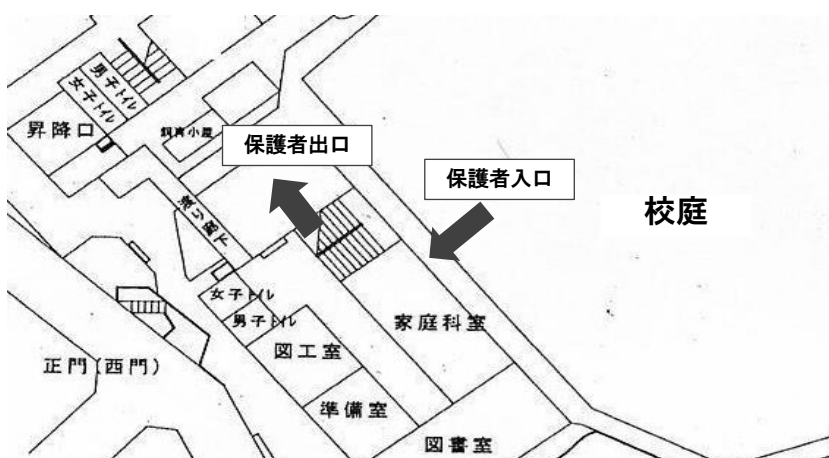 男子トイレ
女子トイレ
昇降口
飼育小屋
保護者出口
保護者入口
校庭
渡り廊下
女子トイレ
男子トイレ
家庭科室
図工室
正門(西門)
準備室
図書室